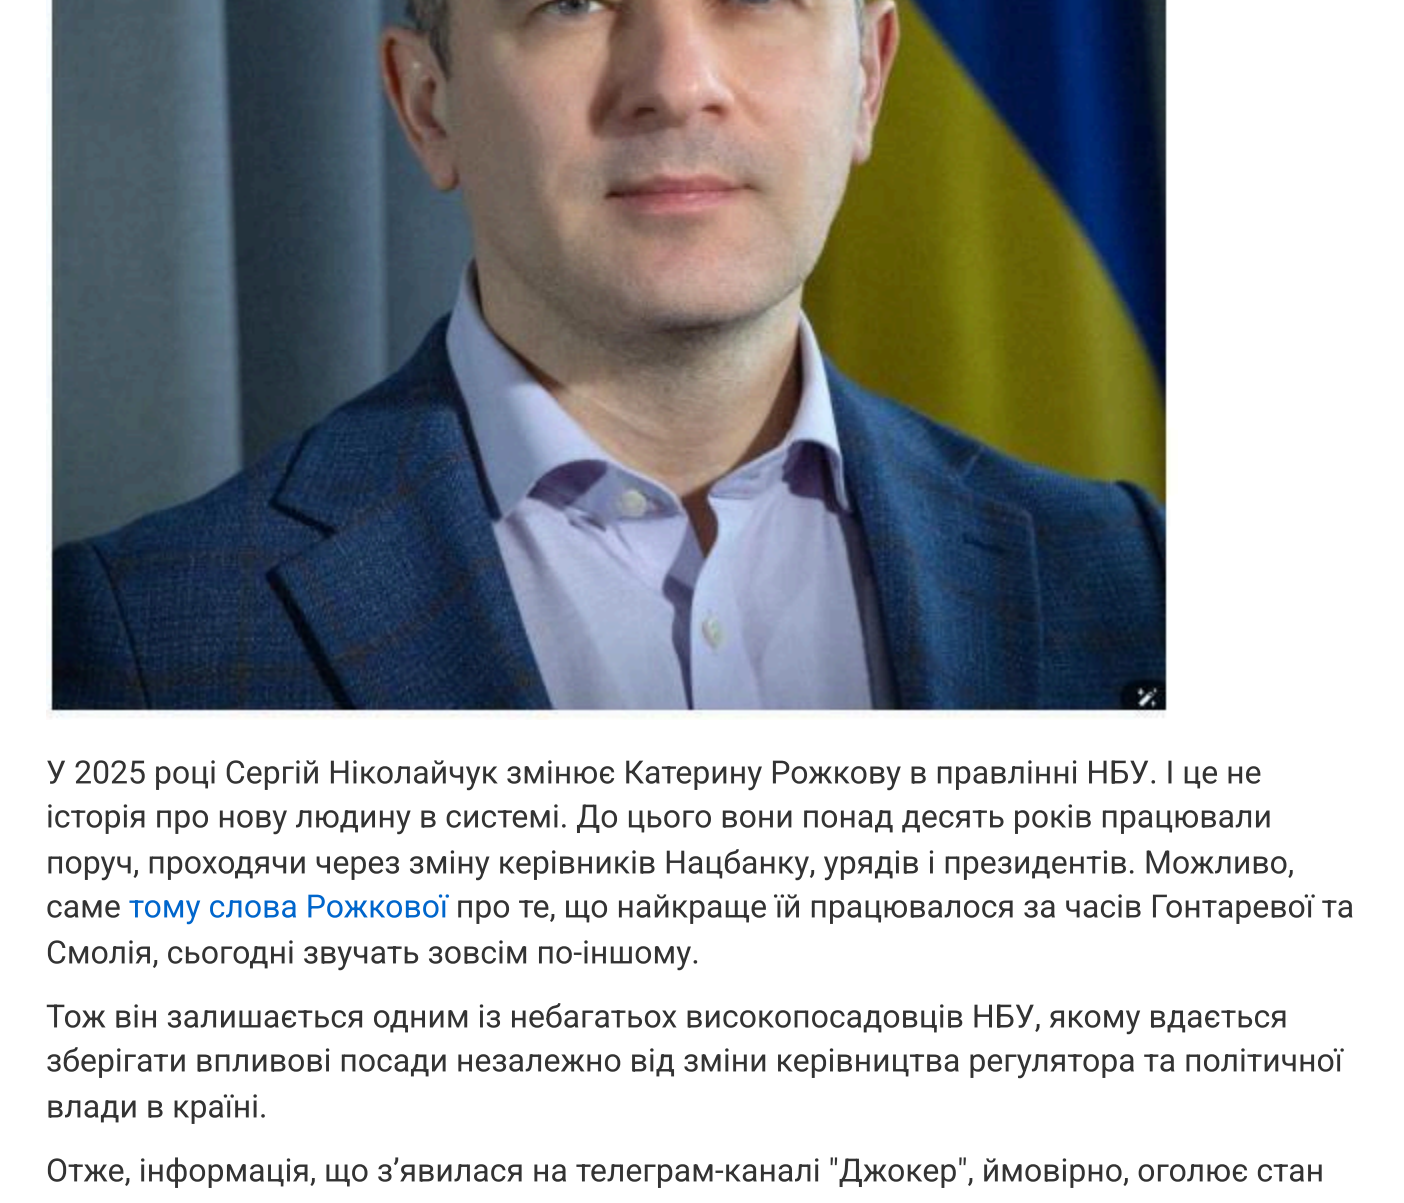 У 2025 році Сергій Ніколайчук змінює Катерину Рожкову в правлінні НБУ. І це не
історія про нову людину в системі. До цього вони понад десять років працювали
поруч, проходячи через зміну керівників Нацбанку, урядів і президентів. Можливо,
саме тому слова Рожкової про те, що найкраще їй працювалося за часів Гонтаревої та
Смолія, сьогодні звучать зовсім по-іншому.
Тож він залишається одним із небагатьох високопосадовців НБУ, якому вдається
зберігати впливові посади незалежно від зміни керівництва регулятора та політичної
влади в країні.
Отже, інформація, що з’явилася на телеграм-каналі "Джокер", ймовірно, оголює стан